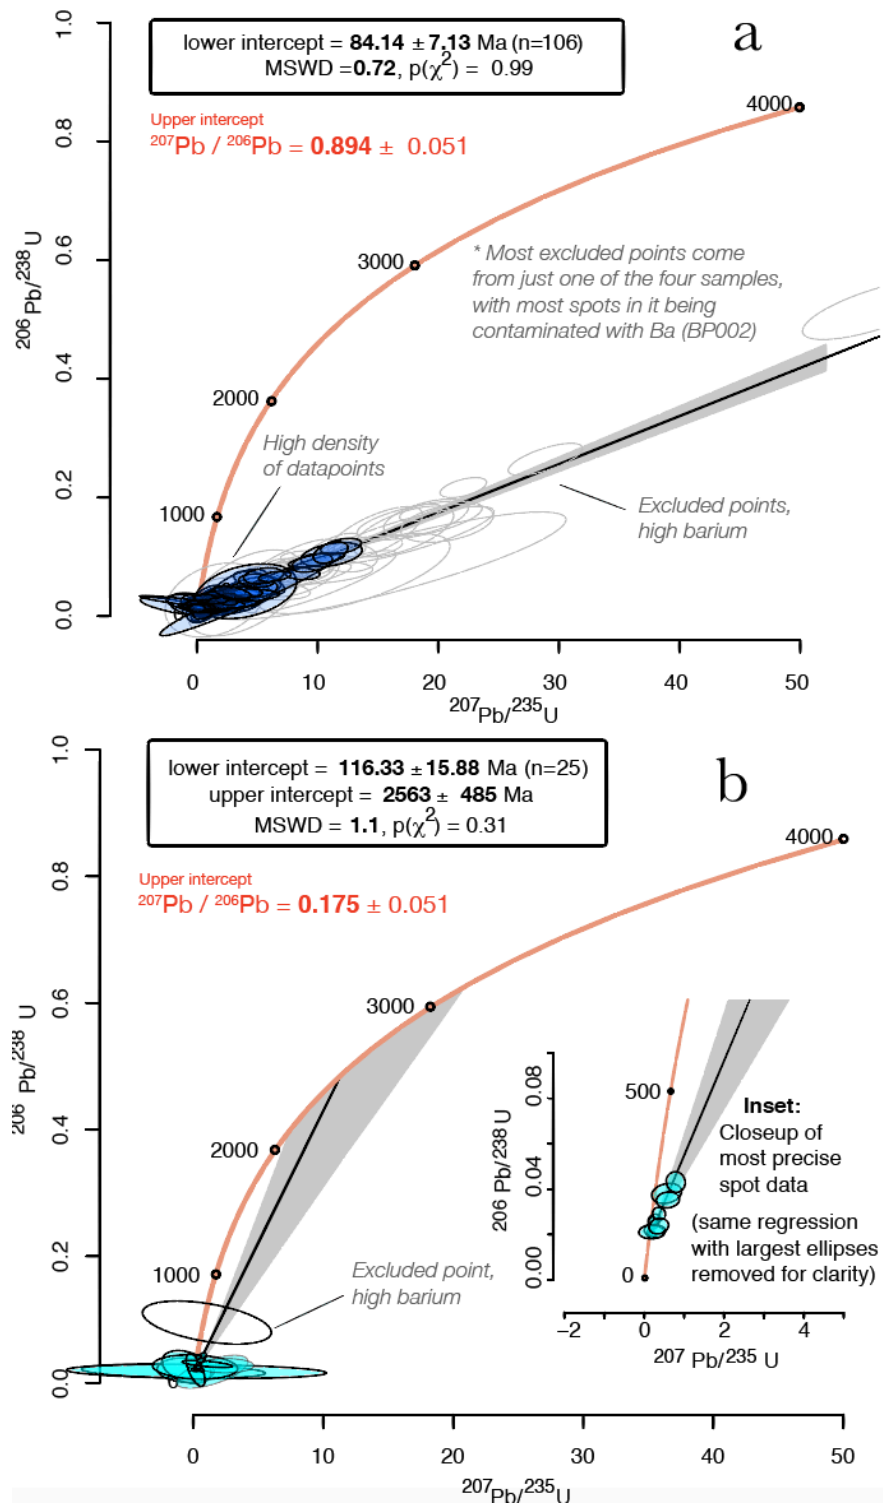 a
lower intercept = 84.14 ± 7.13 Ma (n=106)
MSWD =0.72, p(χ²) = 0.99
Upper intercept
²⁰⁷Pb / ²⁰⁶Pb = 0.894 ± 0.051
* Most excluded points come
from just one of the four samples,
with most spots in it being
contaminated with Ba (BP002)
High density
of datapoints
Excluded points,
high barium
1000
2000
3000
4000
²⁰⁶Pb/²³⁸U
1.0
0.8
0.6
0.4
0.2
0.0
0 10 20 30 40 50
²⁰⁷Pb/²³⁵U
b
lower intercept = 116.33 ± 15.88 Ma (n=25)
upper intercept = 2563 ± 485 Ma
MSWD = 1.1, p(χ²) = 0.31
Upper intercept
²⁰⁷Pb / ²⁰⁶Pb = 0.175 ± 0.051
1000
2000
3000
4000
Excluded point,
high barium
²⁰⁶Pb/²³⁸U
1.0
0.8
0.6
0.4
0.2
0.0
0 10 20 30 40 50
²⁰⁷Pb/²³⁵U
Inset:
Closeup of
most precise
spot data
(same regression
with largest ellipses
removed for clarity)
500
0
²⁰⁶Pb/²³⁸U
0.08
0.04
0.00
−2 0 2 4
²⁰⁷Pb/²³⁵U